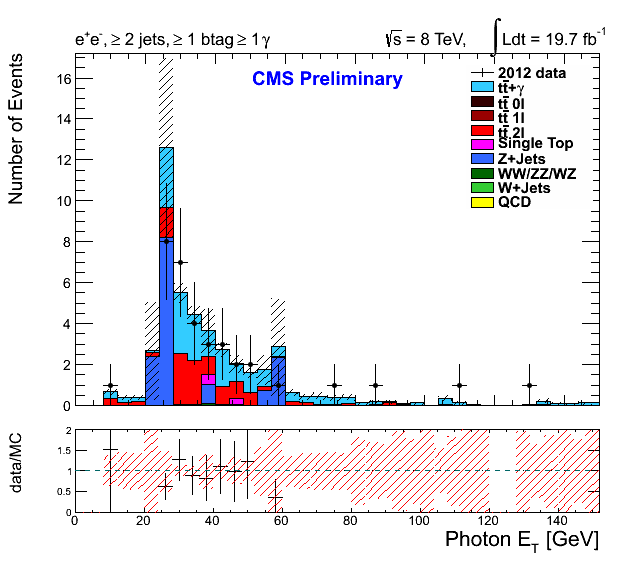 e⁺e⁻, ≥ 2 jets, ≥ 1 btag ≥ 1 γ
√s = 8 TeV, ∫ Ldt = 19.7 fb⁻¹
CMS Preliminary
2012 data
tt̅+γ
tt̅ 0l
tt̅ 1l
tt̅ 2l
Single Top
Z+Jets
WW/ZZ/WZ
W+Jets
QCD
Number of Events
16
14
12
10
8
6
4
2
0
data/MC
2
1.5
1
0.5
0
0 20 40 60 80 100 120 140
Photon E_T [GeV]